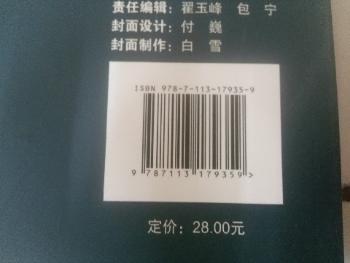 责任编辑：翟玉峰 包 宁
封面设计：付 巍
封面制作：白 雪
ISBN 978-7-113-17935-9
9 787113 179359>
定价：28.00元